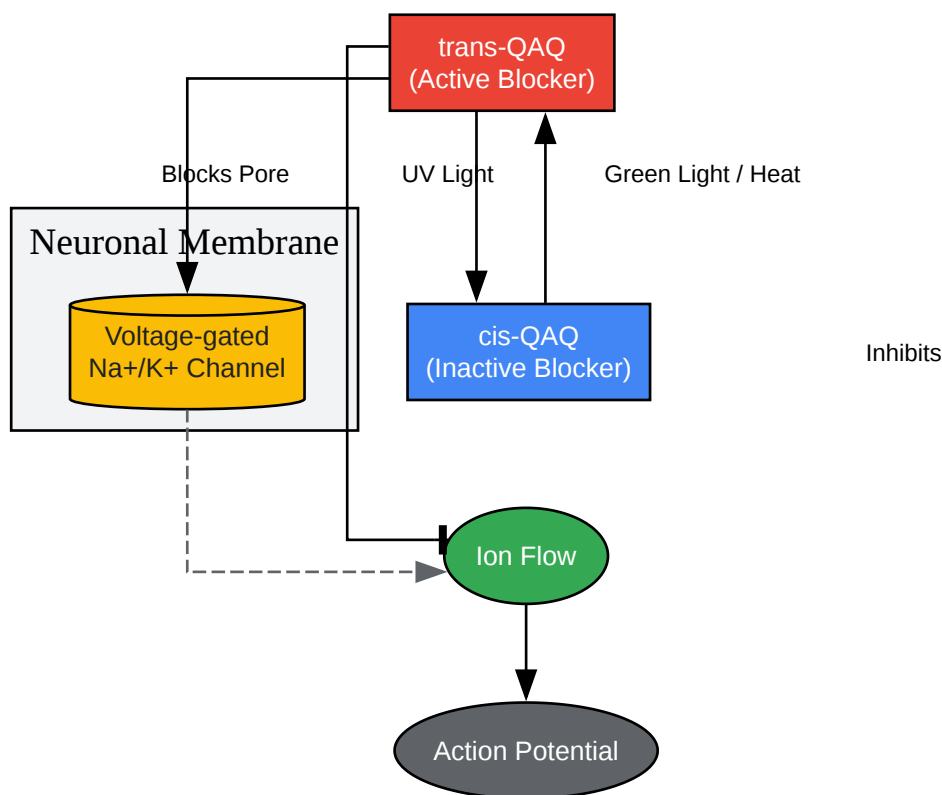 trans-QAQ
(Active Blocker)
Blocks Pore
UV Light
Green Light / Heat
Neuronal Membrane
Voltage-gated
Na+/K+ Channel
cis-QAQ
(Inactive Blocker)
Inhibits
Ion Flow
Action Potential